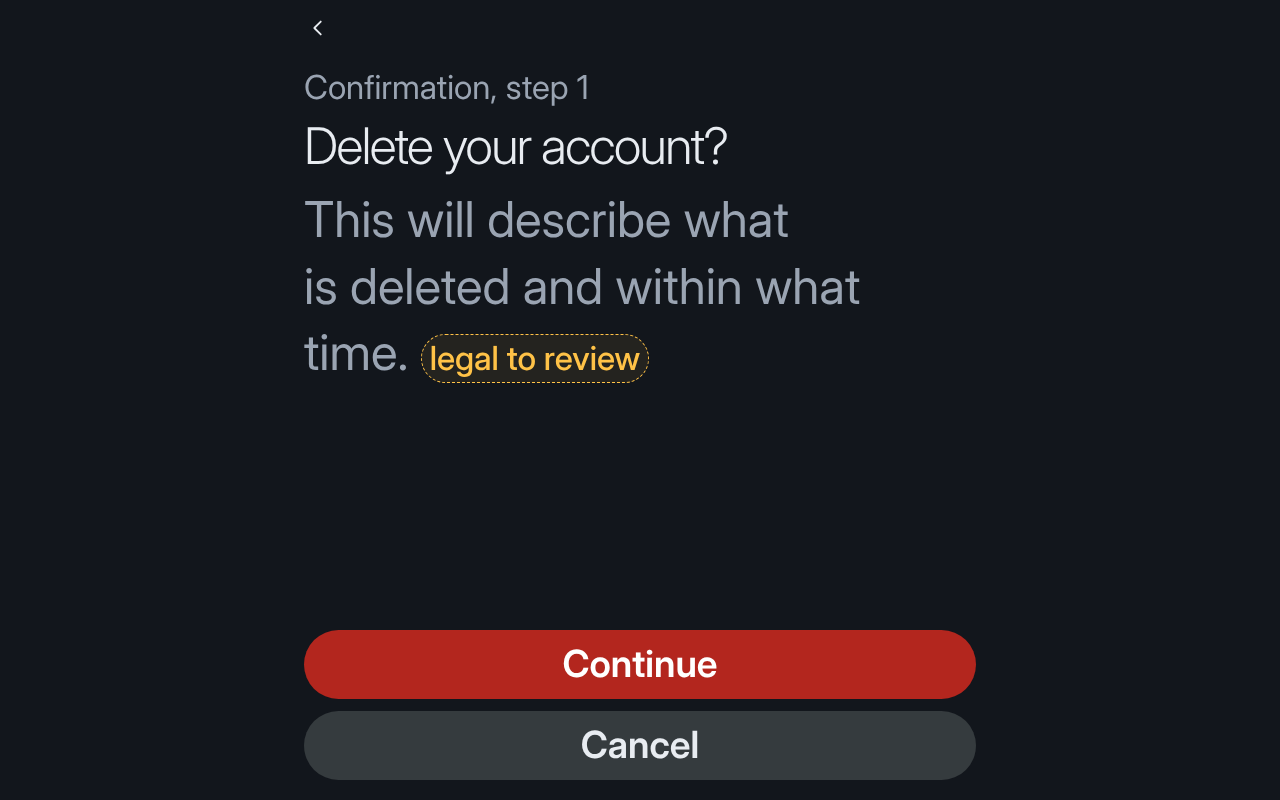 Confirmation, step 1
Delete your account?
This will describe what
is deleted and within what
time. legal to review
Continue
Cancel